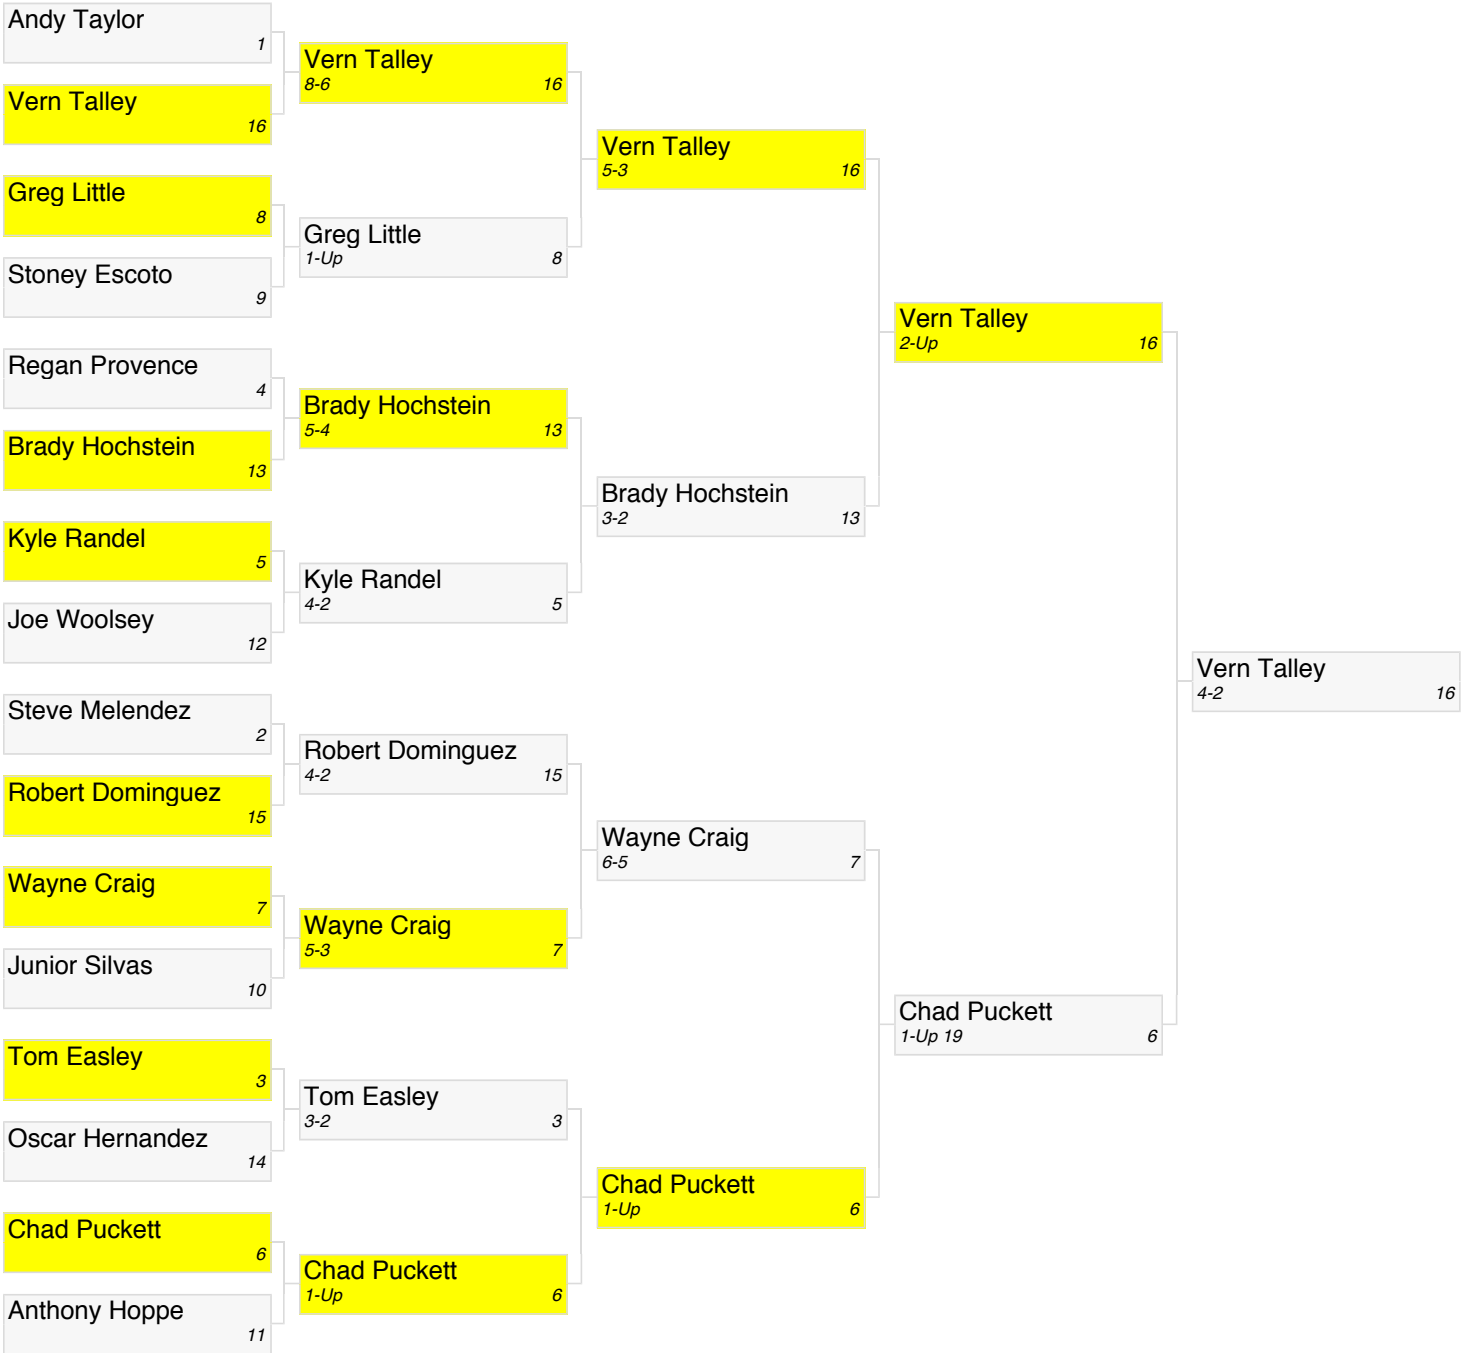 Andy Taylor
1
Vern Talley
16
Greg Little
8
Stoney Escoto
9
Regan Provence
4
Brady Hochstein
13
Kyle Randel
5
Joe Woolsey
12
Steve Melendez
2
Robert Dominguez
15
Wayne Craig
7
Junior Silvas
10
Tom Easley
3
Oscar Hernandez
14
Chad Puckett
6
Anthony Hoppe
11
Vern Talley
8-6 16
Greg Little
1-Up 8
Brady Hochstein
5-4 13
Kyle Randel
4-2 5
Robert Dominguez
4-2 15
Wayne Craig
5-3 7
Tom Easley
3-2 3
Chad Puckett
1-Up 6
Vern Talley
5-3 16
Brady Hochstein
3-2 13
Wayne Craig
6-5 7
Chad Puckett
1-Up 6
Vern Talley
2-Up 16
Chad Puckett
1-Up 19 6
Vern Talley
4-2 16